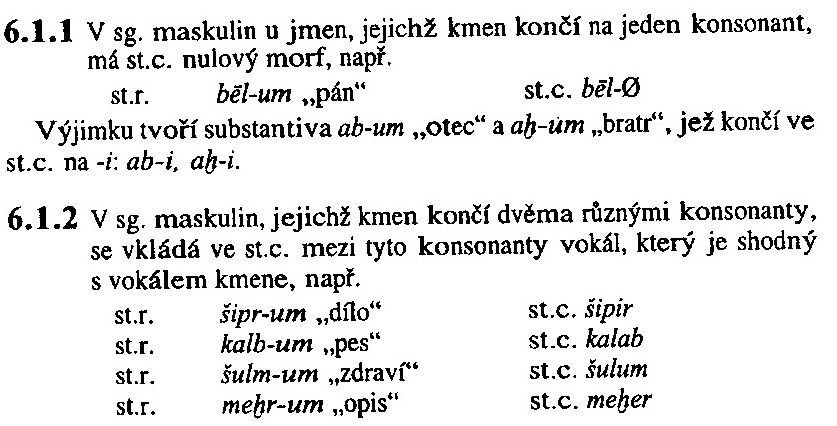 6.1.1 V sg. maskulin u jmen, jejichž kmen končí na jeden konsonant,
má st.c. nulový morf, např.
st.r. bēl-um „pán“ st.c. bēl-Ø
Výjimku tvoří substantiva ab-um „otec“ a aḫ-um „bratr“, jež končí ve
st.c. na -i: ab-i, aḫ-i.
6.1.2 V sg. maskulin, jejichž kmen končí dvěma různými konsonanty,
se vkládá ve st.c. mezi tyto konsonanty vokál, který je shodný
s vokálem kmene, např.
st.r. šipr-um „dílo“ st.c. šipir
st.r. kalb-um „pes“ st.c. kalab
st.r. šulm-um „zdraví“ st.c. šulum
st.r. meḫr-um „opis“ st.c. meḫer